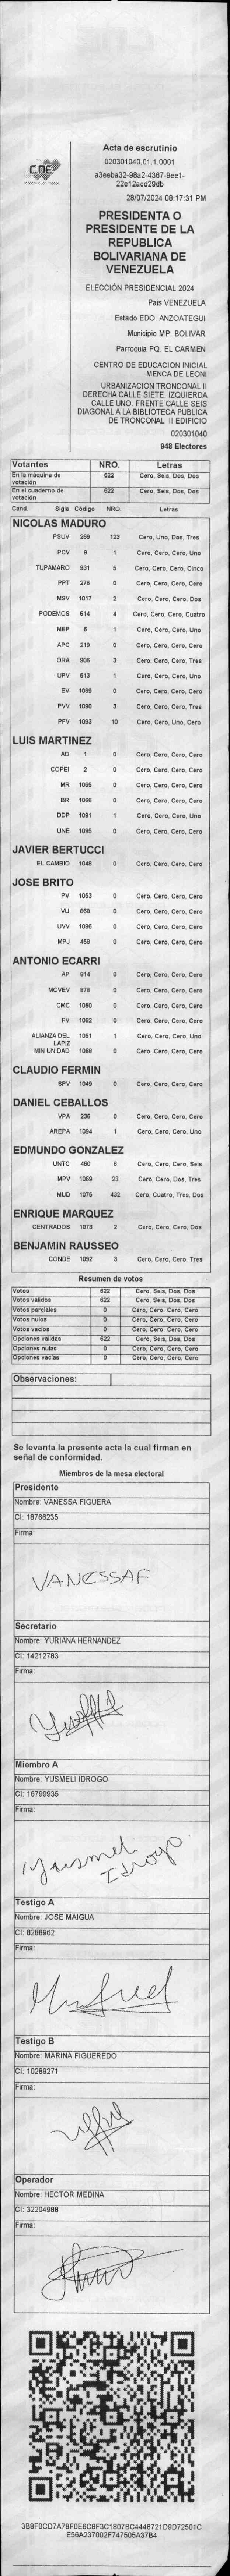 CNE
Acta de escrutinio
020301040.01.1.0001
a3eeba32-98a2-4367-9ee1-
22e12acd29db
28/07/2024 08:17:31 PM
PRESIDENTA O
PRESIDENTE DE LA
REPUBLICA
BOLIVARIANA DE
VENEZUELA
ELECCIÓN PRESIDENCIAL 2024
Pais VENEZUELA
Estado EDO. ANZOATEGUI
Municipio MP. BOLIVAR
Parroquia PQ. EL CARMEN
CENTRO DE EDUCACION INICIAL
MENCA DE LEONI
URBANIZACION TRONCONAL II
DERECHA CALLE SIETE. IZQUIERDA
CALLE UNO. FRENTE CALLE SEIS
DIAGONAL A LA BIBLIOTECA PUBLICA
DE TRONCONAL II EDIFICIO
020301040
948 Electores
Votantes NRO. Letras
En la máquina de votación 622 Cero, Seis, Dos, Dos
En el cuaderno de votación 622 Cero, Seis, Dos, Dos
Cand. Sigla Código NRO. Letras
NICOLAS MADURO
PSUV 269 123 Cero, Uno, Dos, Tres
PCV 9 1 Cero, Cero, Cero, Uno
TUPAMARO 931 5 Cero, Cero, Cero, Cinco
PPT 276 0 Cero, Cero, Cero, Cero
MSV 1017 2 Cero, Cero, Cero, Dos
PODEMOS 514 4 Cero, Cero, Cero, Cuatro
MEP 6 1 Cero, Cero, Cero, Uno
APC 219 0 Cero, Cero, Cero, Cero
ORA 906 3 Cero, Cero, Cero, Tres
UPV 513 1 Cero, Cero, Cero, Uno
EV 1089 0 Cero, Cero, Cero, Cero
PVV 1090 3 Cero, Cero, Cero, Tres
PFV 1093 10 Cero, Cero, Uno, Cero
LUIS MARTINEZ
AD 1 0 Cero, Cero, Cero, Cero
COPEI 2 0 Cero, Cero, Cero, Cero
MR 1065 0 Cero, Cero, Cero, Cero
BR 1066 0 Cero, Cero, Cero, Cero
DDP 1091 1 Cero, Cero, Cero, Uno
UNE 1095 0 Cero, Cero, Cero, Cero
JAVIER BERTUCCI
EL CAMBIO 1048 0 Cero, Cero, Cero, Cero
JOSE BRITO
PV 1053 0 Cero, Cero, Cero, Cero
VU 868 0 Cero, Cero, Cero, Cero
UVV 1096 0 Cero, Cero, Cero, Cero
MPJ 459 0 Cero, Cero, Cero, Cero
ANTONIO ECARRI
AP 914 0 Cero, Cero, Cero, Cero
MOVEV 878 0 Cero, Cero, Cero, Cero
CMC 1050 0 Cero, Cero, Cero, Cero
FV 1062 0 Cero, Cero, Cero, Cero
ALIANZA DEL LAPIZ 1051 1 Cero, Cero, Cero, Uno
MIN UNIDAD 1068 0 Cero, Cero, Cero, Cero
CLAUDIO FERMIN
SPV 1049 0 Cero, Cero, Cero, Cero
DANIEL CEBALLOS
VPA 236 0 Cero, Cero, Cero, Cero
AREPA 1094 1 Cero, Cero, Cero, Uno
EDMUNDO GONZALEZ
UNTC 460 6 Cero, Cero, Cero, Seis
MPV 1069 23 Cero, Cero, Dos, Tres
MUD 1075 432 Cero, Cuatro, Tres, Dos
ENRIQUE MARQUEZ
CENTRADOS 1073 2 Cero, Cero, Cero, Dos
BENJAMIN RAUSSEO
CONDE 1092 3 Cero, Cero, Cero, Tres
Resumen de votos
Votos 622 Cero, Seis, Dos, Dos
Votos validos 622 Cero, Seis, Dos, Dos
Votos parciales 0 Cero, Cero, Cero, Cero
Votos nulos 0 Cero, Cero, Cero, Cero
Votos vacios 0 Cero, Cero, Cero, Cero
Opciones validas 622 Cero, Seis, Dos, Dos
Opciones nulas 0 Cero, Cero, Cero, Cero
Opciones vacias 0 Cero, Cero, Cero, Cero
Observaciones:
Se levanta la presente acta la cual firman en
señal de conformidad.
Miembros de la mesa electoral
Presidente
Nombre: VANESSA FIGUERA
CI: 18766235
Firma:
VANESSAF
Secretario
Nombre: YURIANA HERNANDEZ
CI: 14212783
Firma:
Miembro A
Nombre: YUSMELI IDROGO
CI: 16799935
Firma:
Yusmeli
Idrogo
Testigo A
Nombre: JOSE MAIGUA
CI: 8288962
Firma:
Testigo B
Nombre: MARINA FIGUEREDO
CI: 10289271
Firma:
Operador
Nombre: HECTOR MEDINA
CI: 32204988
Firma:
3B8F0CD7A78F0E6C8F3C1807BC4448721D9D72501C
E56A237002F747505A37B4